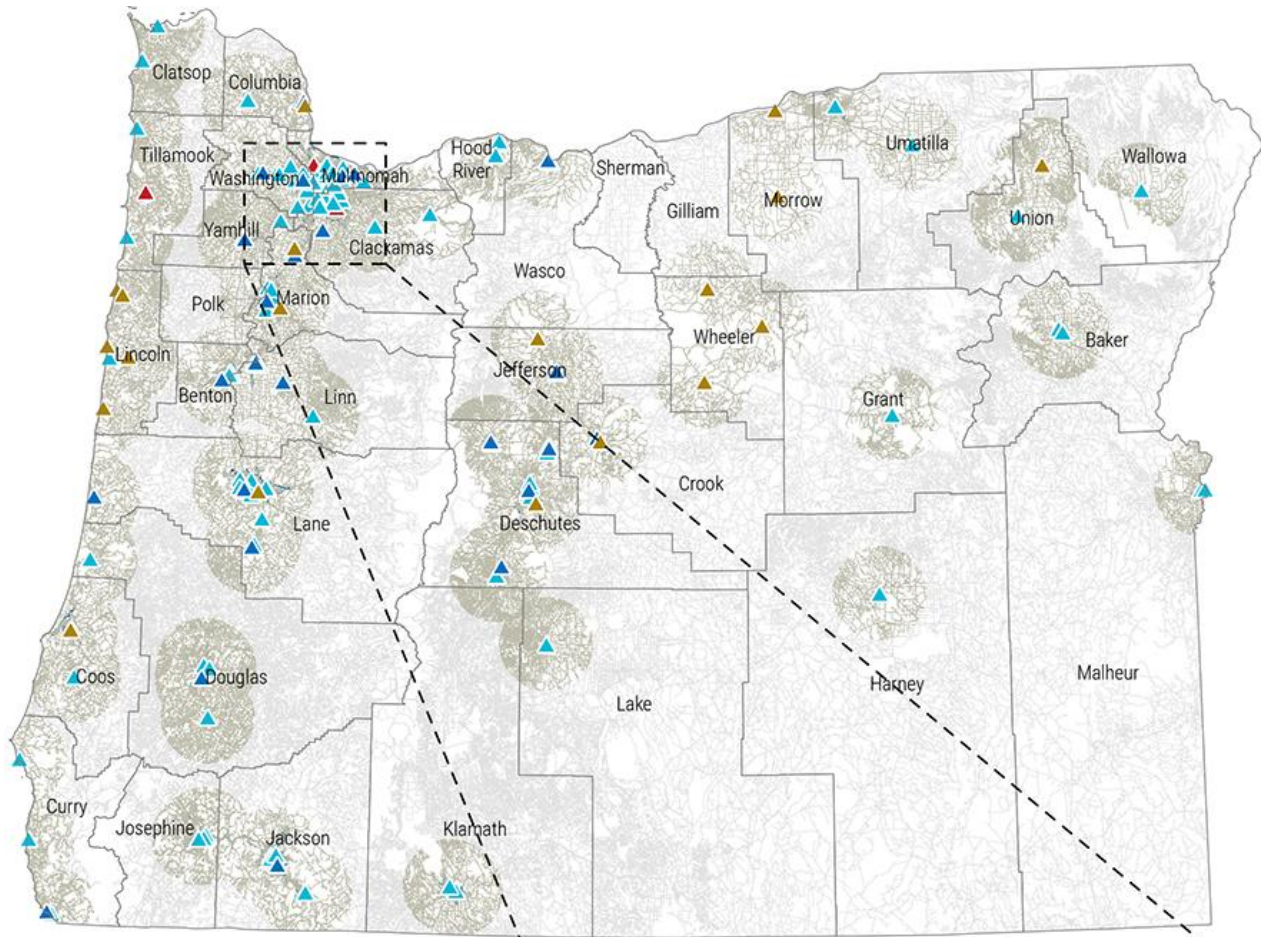 Clatsop
Columbia
Tillamook
Washington
Multnomah
Hood
River
Sherman
Gilliam
Morrow
Umatilla
Union
Wallowa
Yamhill
Clackamas
Wasco
Polk
Marion
Wheeler
Baker
Lincoln
Benton
Linn
Jefferson
Grant
Crook
Lane
Deschutes
Coos
Douglas
Lake
Harney
Malheur
Curry
Josephine
Jackson
Klamath